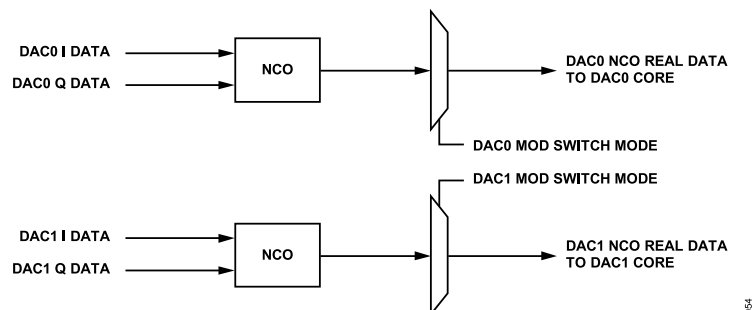 DAC0 I DATA
DAC0 Q DATA
NCO
DAC0 NCO REAL DATA
TO DAC0 CORE
DAC0 MOD SWITCH MODE
DAC1 MOD SWITCH MODE
DAC1 I DATA
DAC1 Q DATA
NCO
DAC1 NCO REAL DATA
TO DAC1 CORE